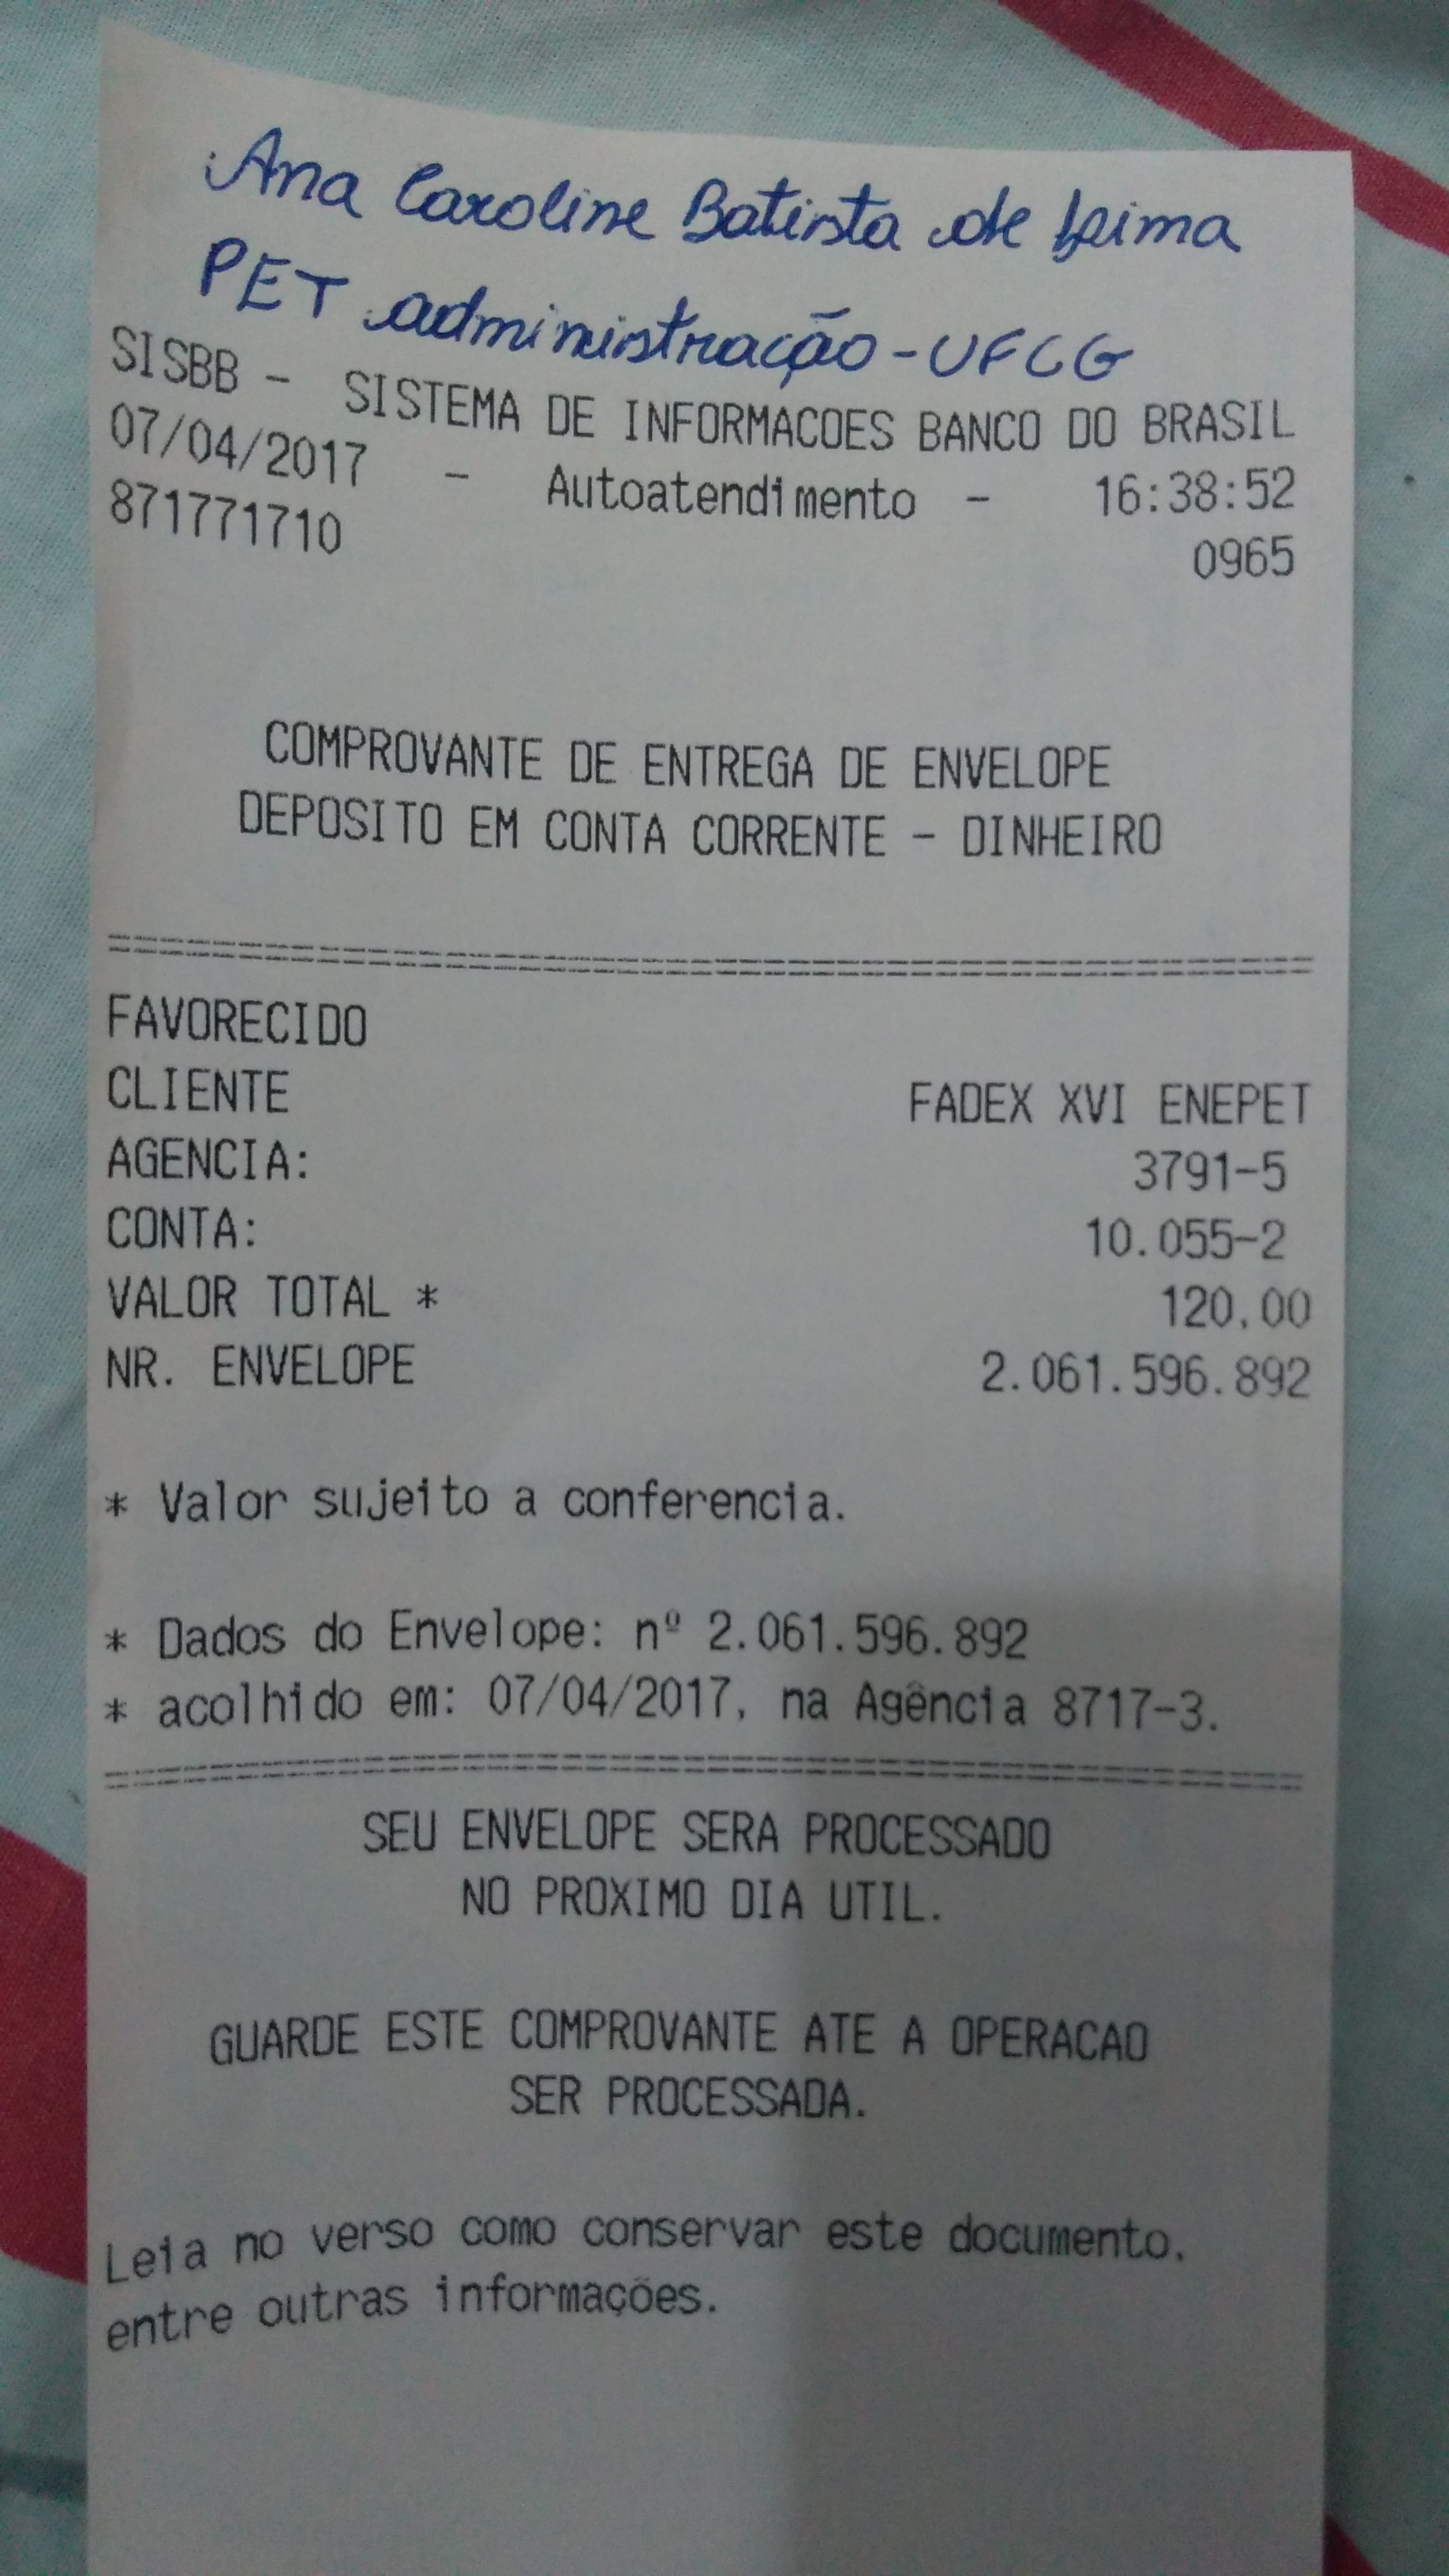 Ana Caroline Batista de Lima
PET administração - UFCG
SISBB - SISTEMA DE INFORMACOES BANCO DO BRASIL
07/04/2017 - Autoatendimento - 16:38:52
871771710 0965
COMPROVANTE DE ENTREGA DE ENVELOPE
DEPOSITO EM CONTA CORRENTE - DINHEIRO
FAVORECIDO
CLIENTE FADEX XVI ENEPET
AGENCIA: 3791-5
CONTA: 10.055-2
VALOR TOTAL * 120,00
NR. ENVELOPE 2.061.596.892
* Valor sujeito a conferencia.
* Dados do Envelope: nº 2.061.596.892
* acolhido em: 07/04/2017, na Agência 8717-3.
SEU ENVELOPE SERA PROCESSADO
NO PROXIMO DIA UTIL.
GUARDE ESTE COMPROVANTE ATE A OPERACAO
SER PROCESSADA.
Leia no verso como conservar este documento,
entre outras informações.